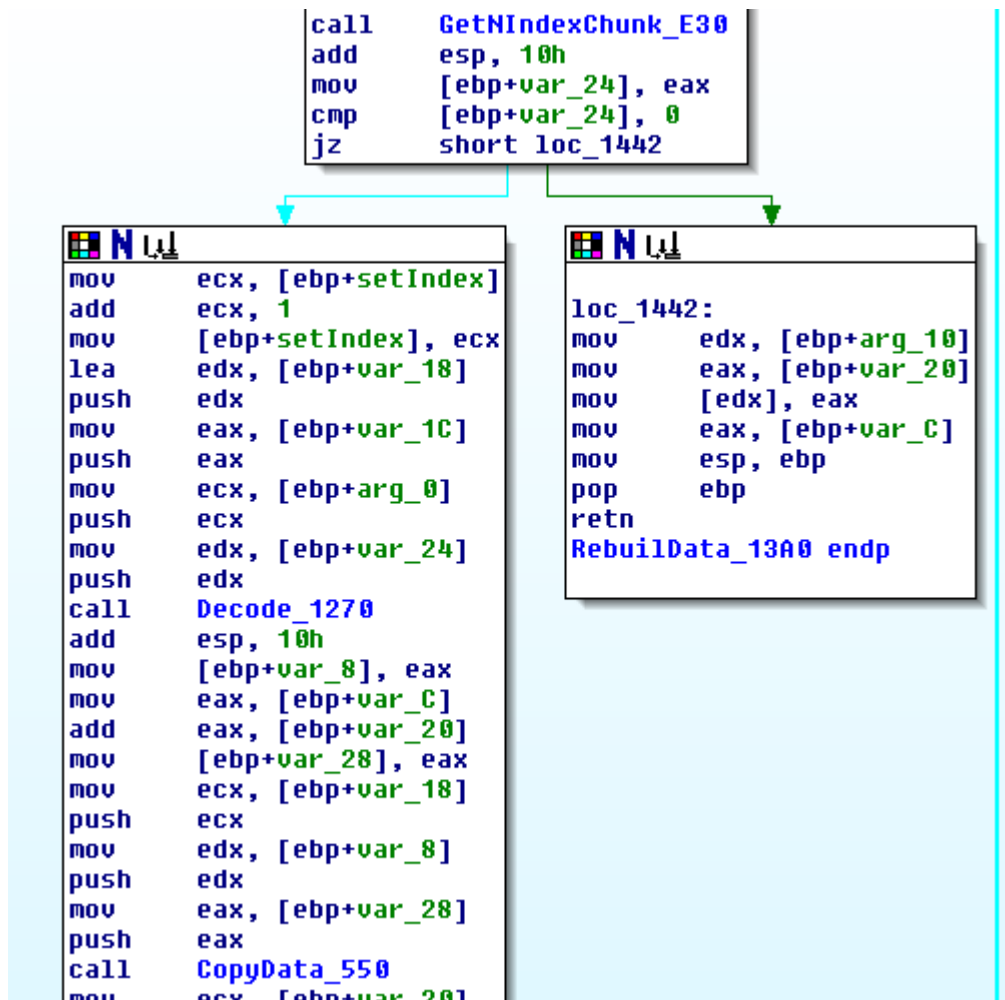 call GetNIndexChunk_E30
add esp, 10h
mov [ebp+var_24], eax
cmp [ebp+var_24], 0
jz short loc_1442
N
mov ecx, [ebp+setIndex]
add ecx, 1
mov [ebp+setIndex], ecx
lea edx, [ebp+var_18]
push edx
mov eax, [ebp+var_1C]
push eax
mov ecx, [ebp+arg_0]
push ecx
mov edx, [ebp+var_24]
push edx
call Decode_1270
add esp, 10h
mov [ebp+var_8], eax
mov eax, [ebp+var_C]
add eax, [ebp+var_20]
mov [ebp+var_28], eax
mov ecx, [ebp+var_18]
push ecx
mov edx, [ebp+var_8]
push edx
mov eax, [ebp+var_28]
push eax
call CopyData_550
mov ecx, [ebp+var_20]
N
loc_1442:
mov edx, [ebp+arg_10]
mov eax, [ebp+var_20]
mov [edx], eax
mov eax, [ebp+var_C]
mov esp, ebp
pop ebp
retn
RebuilData_13A0 endp